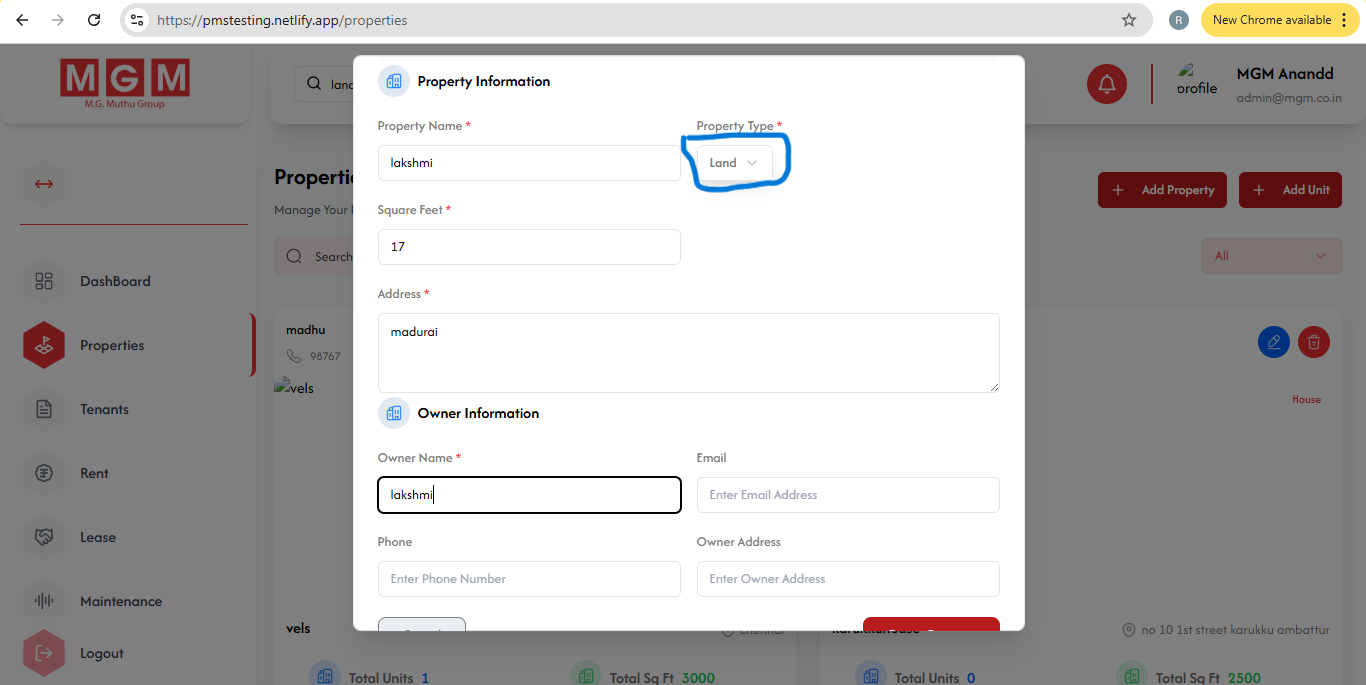 https://pmstesting.netlify.app/properties
R
New Chrome available
MGM
M.G. Muthu Group
profile
MGM Anandd
admin@mgm.co.in
Manage Your
Add Property
Add Unit
Search
All
DashBoard
Properties
Tenants
Rent
Lease
Maintenance
Logout
madhu
98767
vels
House
vels
chennai
no 10 1st street karukku ambattur
Total Units 1
Total Sq Ft 3000
Total Units 0
Total Sq Ft 2500
Property Information
Property Name *
Property Type *
lakshmi
Land
Square Feet *
17
Address *
madurai
Owner Information
Owner Name *
Email
lakshmi
Enter Email Address
Phone
Owner Address
Enter Phone Number
Enter Owner Address